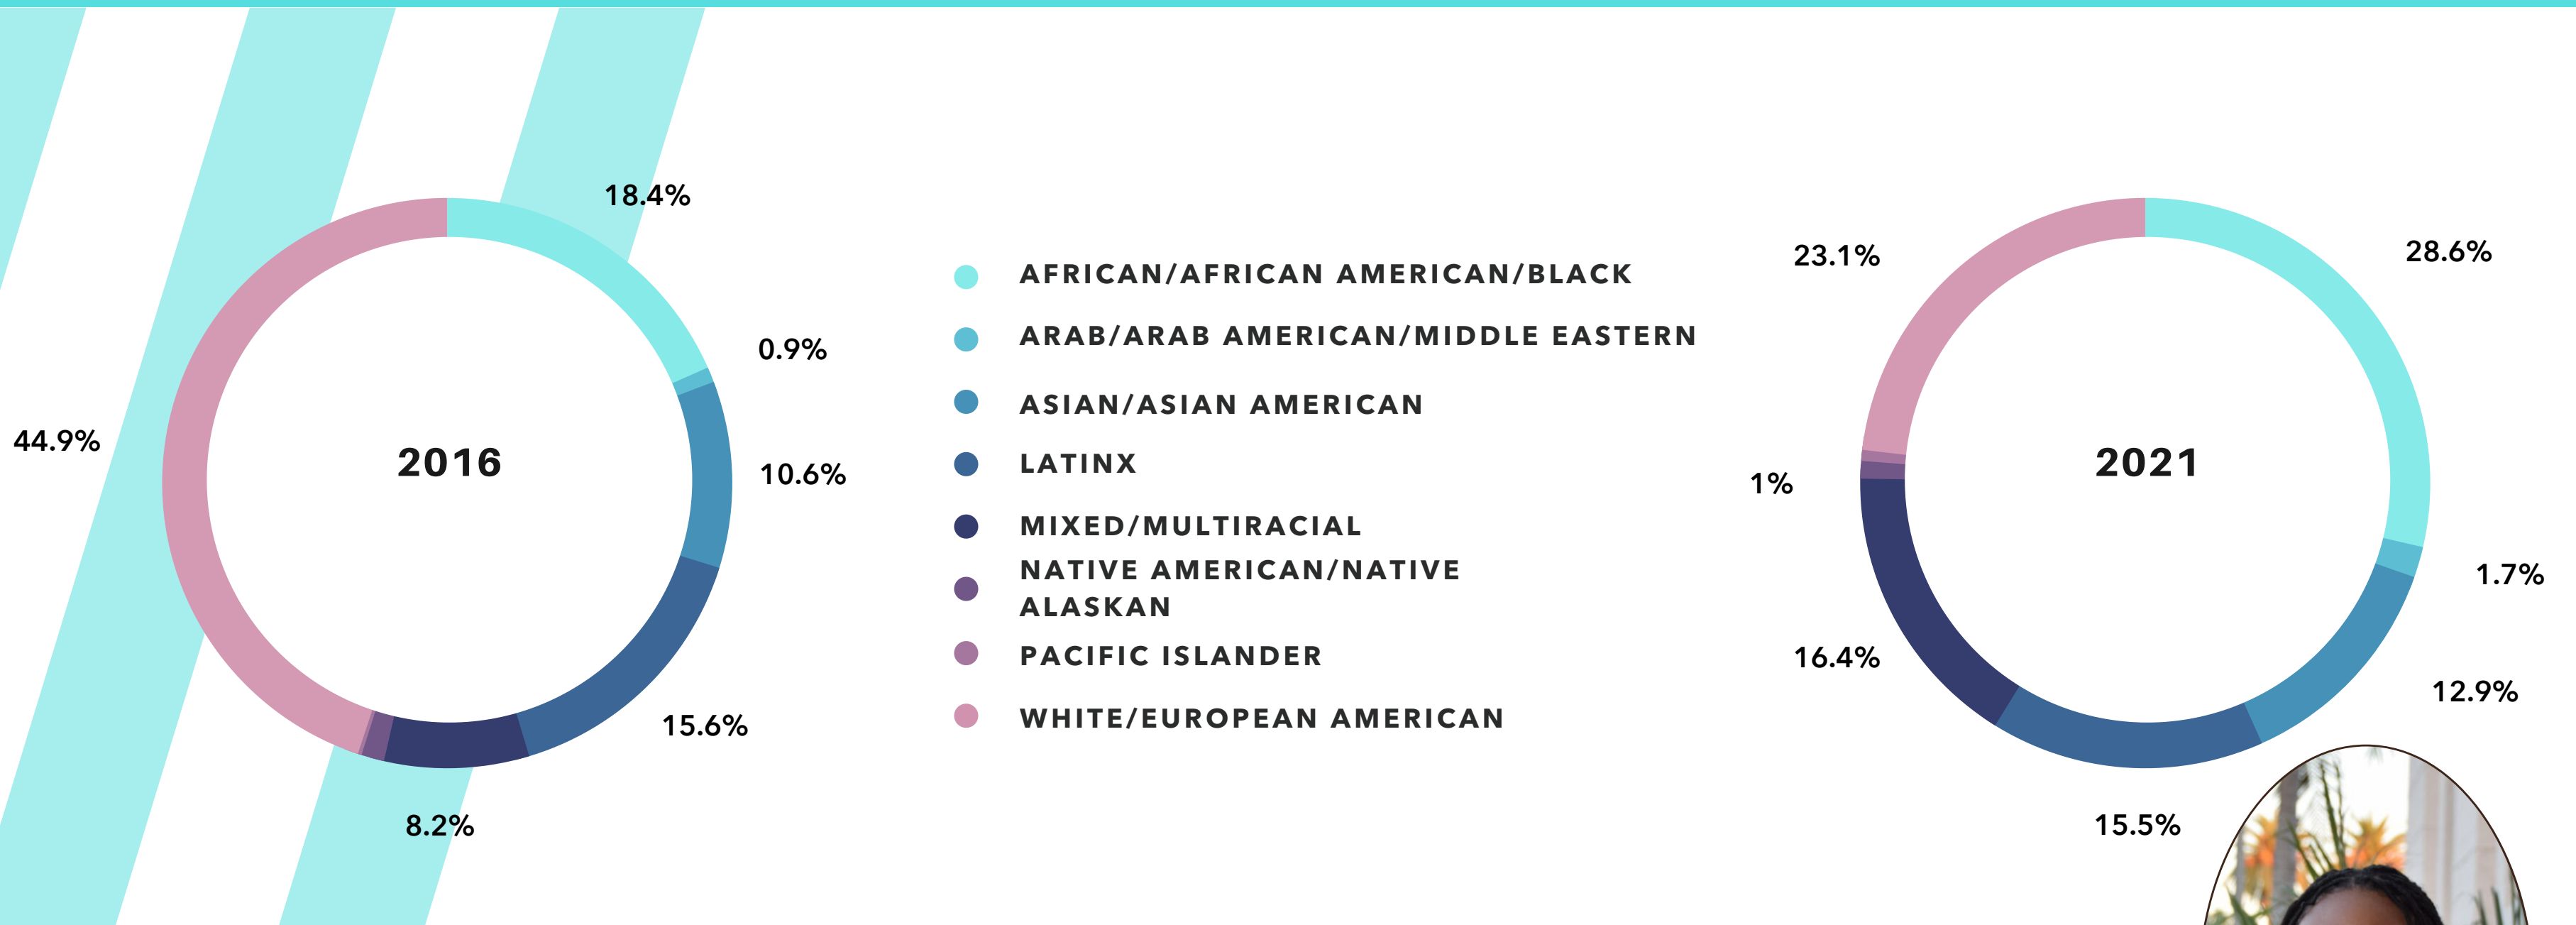 18.4%
0.9%
44.9%
2016
10.6%
15.6%
8.2%
AFRICAN/AFRICAN AMERICAN/BLACK
ARAB/ARAB AMERICAN/MIDDLE EASTERN
ASIAN/ASIAN AMERICAN
LATINX
MIXED/MULTIRACIAL
NATIVE AMERICAN/NATIVE
ALASKAN
PACIFIC ISLANDER
WHITE/EUROPEAN AMERICAN
23.1%
28.6%
2021
1%
1.7%
16.4%
12.9%
15.5%